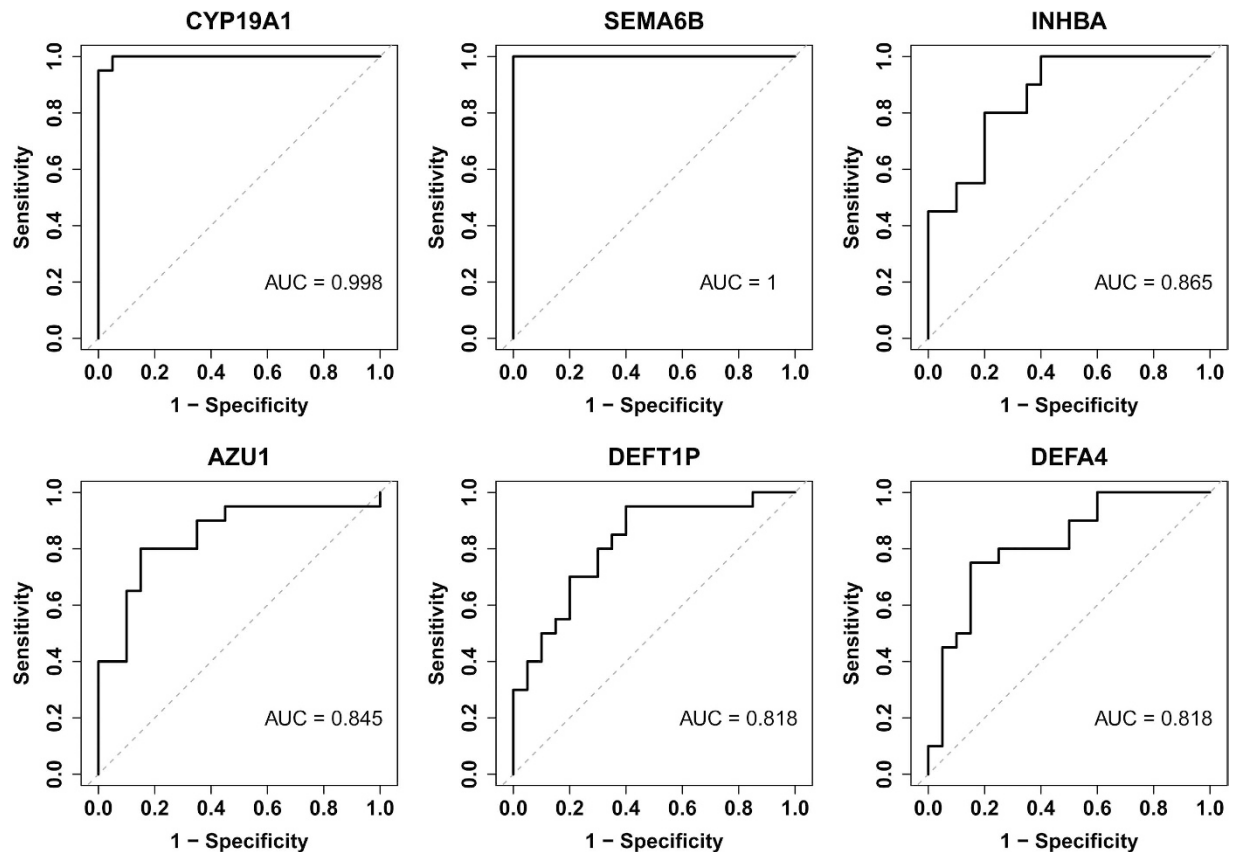 CYP19A1
Sensitivity
1.0
0.8
0.6
0.4
0.2
0.0
AUC = 0.998
0.0 0.2 0.4 0.6 0.8 1.0
1 − Specificity
SEMA6B
Sensitivity
1.0
0.8
0.6
0.4
0.2
0.0
AUC = 1
0.0 0.2 0.4 0.6 0.8 1.0
1 − Specificity
INHBA
Sensitivity
1.0
0.8
0.6
0.4
0.2
0.0
AUC = 0.865
0.0 0.2 0.4 0.6 0.8 1.0
1 − Specificity
AZU1
Sensitivity
1.0
0.8
0.6
0.4
0.2
0.0
AUC = 0.845
0.0 0.2 0.4 0.6 0.8 1.0
1 − Specificity
DEFT1P
Sensitivity
1.0
0.8
0.6
0.4
0.2
0.0
AUC = 0.818
0.0 0.2 0.4 0.6 0.8 1.0
1 − Specificity
DEFA4
Sensitivity
1.0
0.8
0.6
0.4
0.2
0.0
AUC = 0.818
0.0 0.2 0.4 0.6 0.8 1.0
1 − Specificity